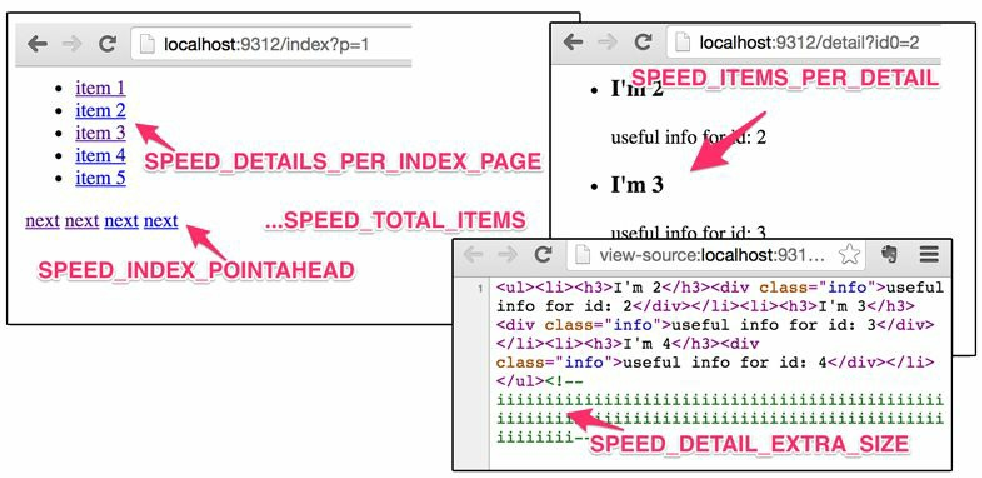 localhost:9312/index?p=1
item 1
item 2
item 3
item 4
item 5
SPEED_DETAILS_PER_INDEX_PAGE
next next next next
...SPEED_TOTAL_ITEMS
SPEED_INDEX_POINTAHEAD
localhost:9312/detail?id0=2
SPEED_ITEMS_PER_DETAIL
I'm 2
useful info for id: 2
I'm 3
useful info for id: 3
view-source:localhost:931...
1
<ul><li><h3>I'm 2</h3><div class="info">useful
info for id: 2</div></li><li><h3>I'm 3</h3>
<div class="info">useful info for id: 3</div>
</li><li><h3>I'm 4</h3><div
class="info">useful info for id: 4</div></li>
</ul><!--
iiiiiiiiiiiiiiiiiiiiiiiiiiiiiiiiiiiiiiiiiiiiii
iiiiiiiiiiiiiiiiiiiiiiiiiiiiiiiiiiiiiiiiiiiiii
iiiiiiii--
SPEED_DETAIL_EXTRA_SIZE